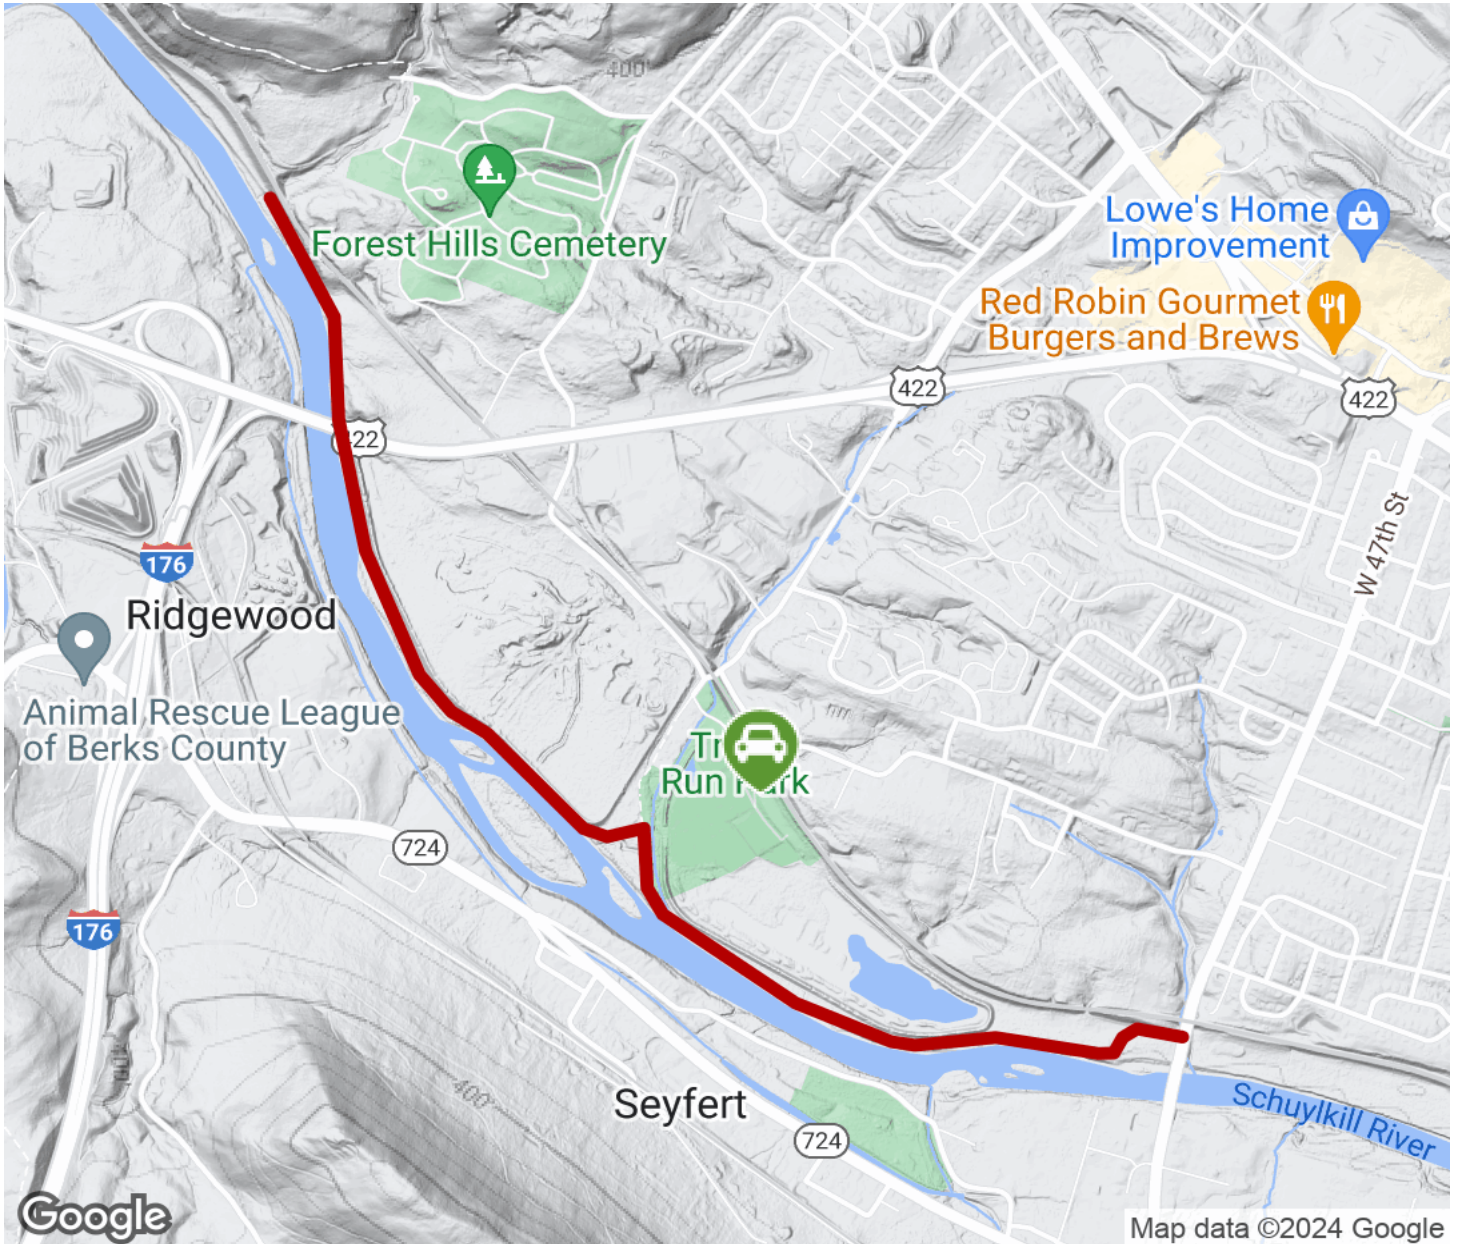 400'
Forest Hills Cemetery
Lowe's Home
Improvement
Red Robin Gourmet
Burgers and Brews
422
422
22
W 47th St
176
Ridgewood
Animal Rescue League
of Berks County
Run
724
176
400'
400'
Seyfert
724
Schuylkill River
Google
Map data ©2024 Google